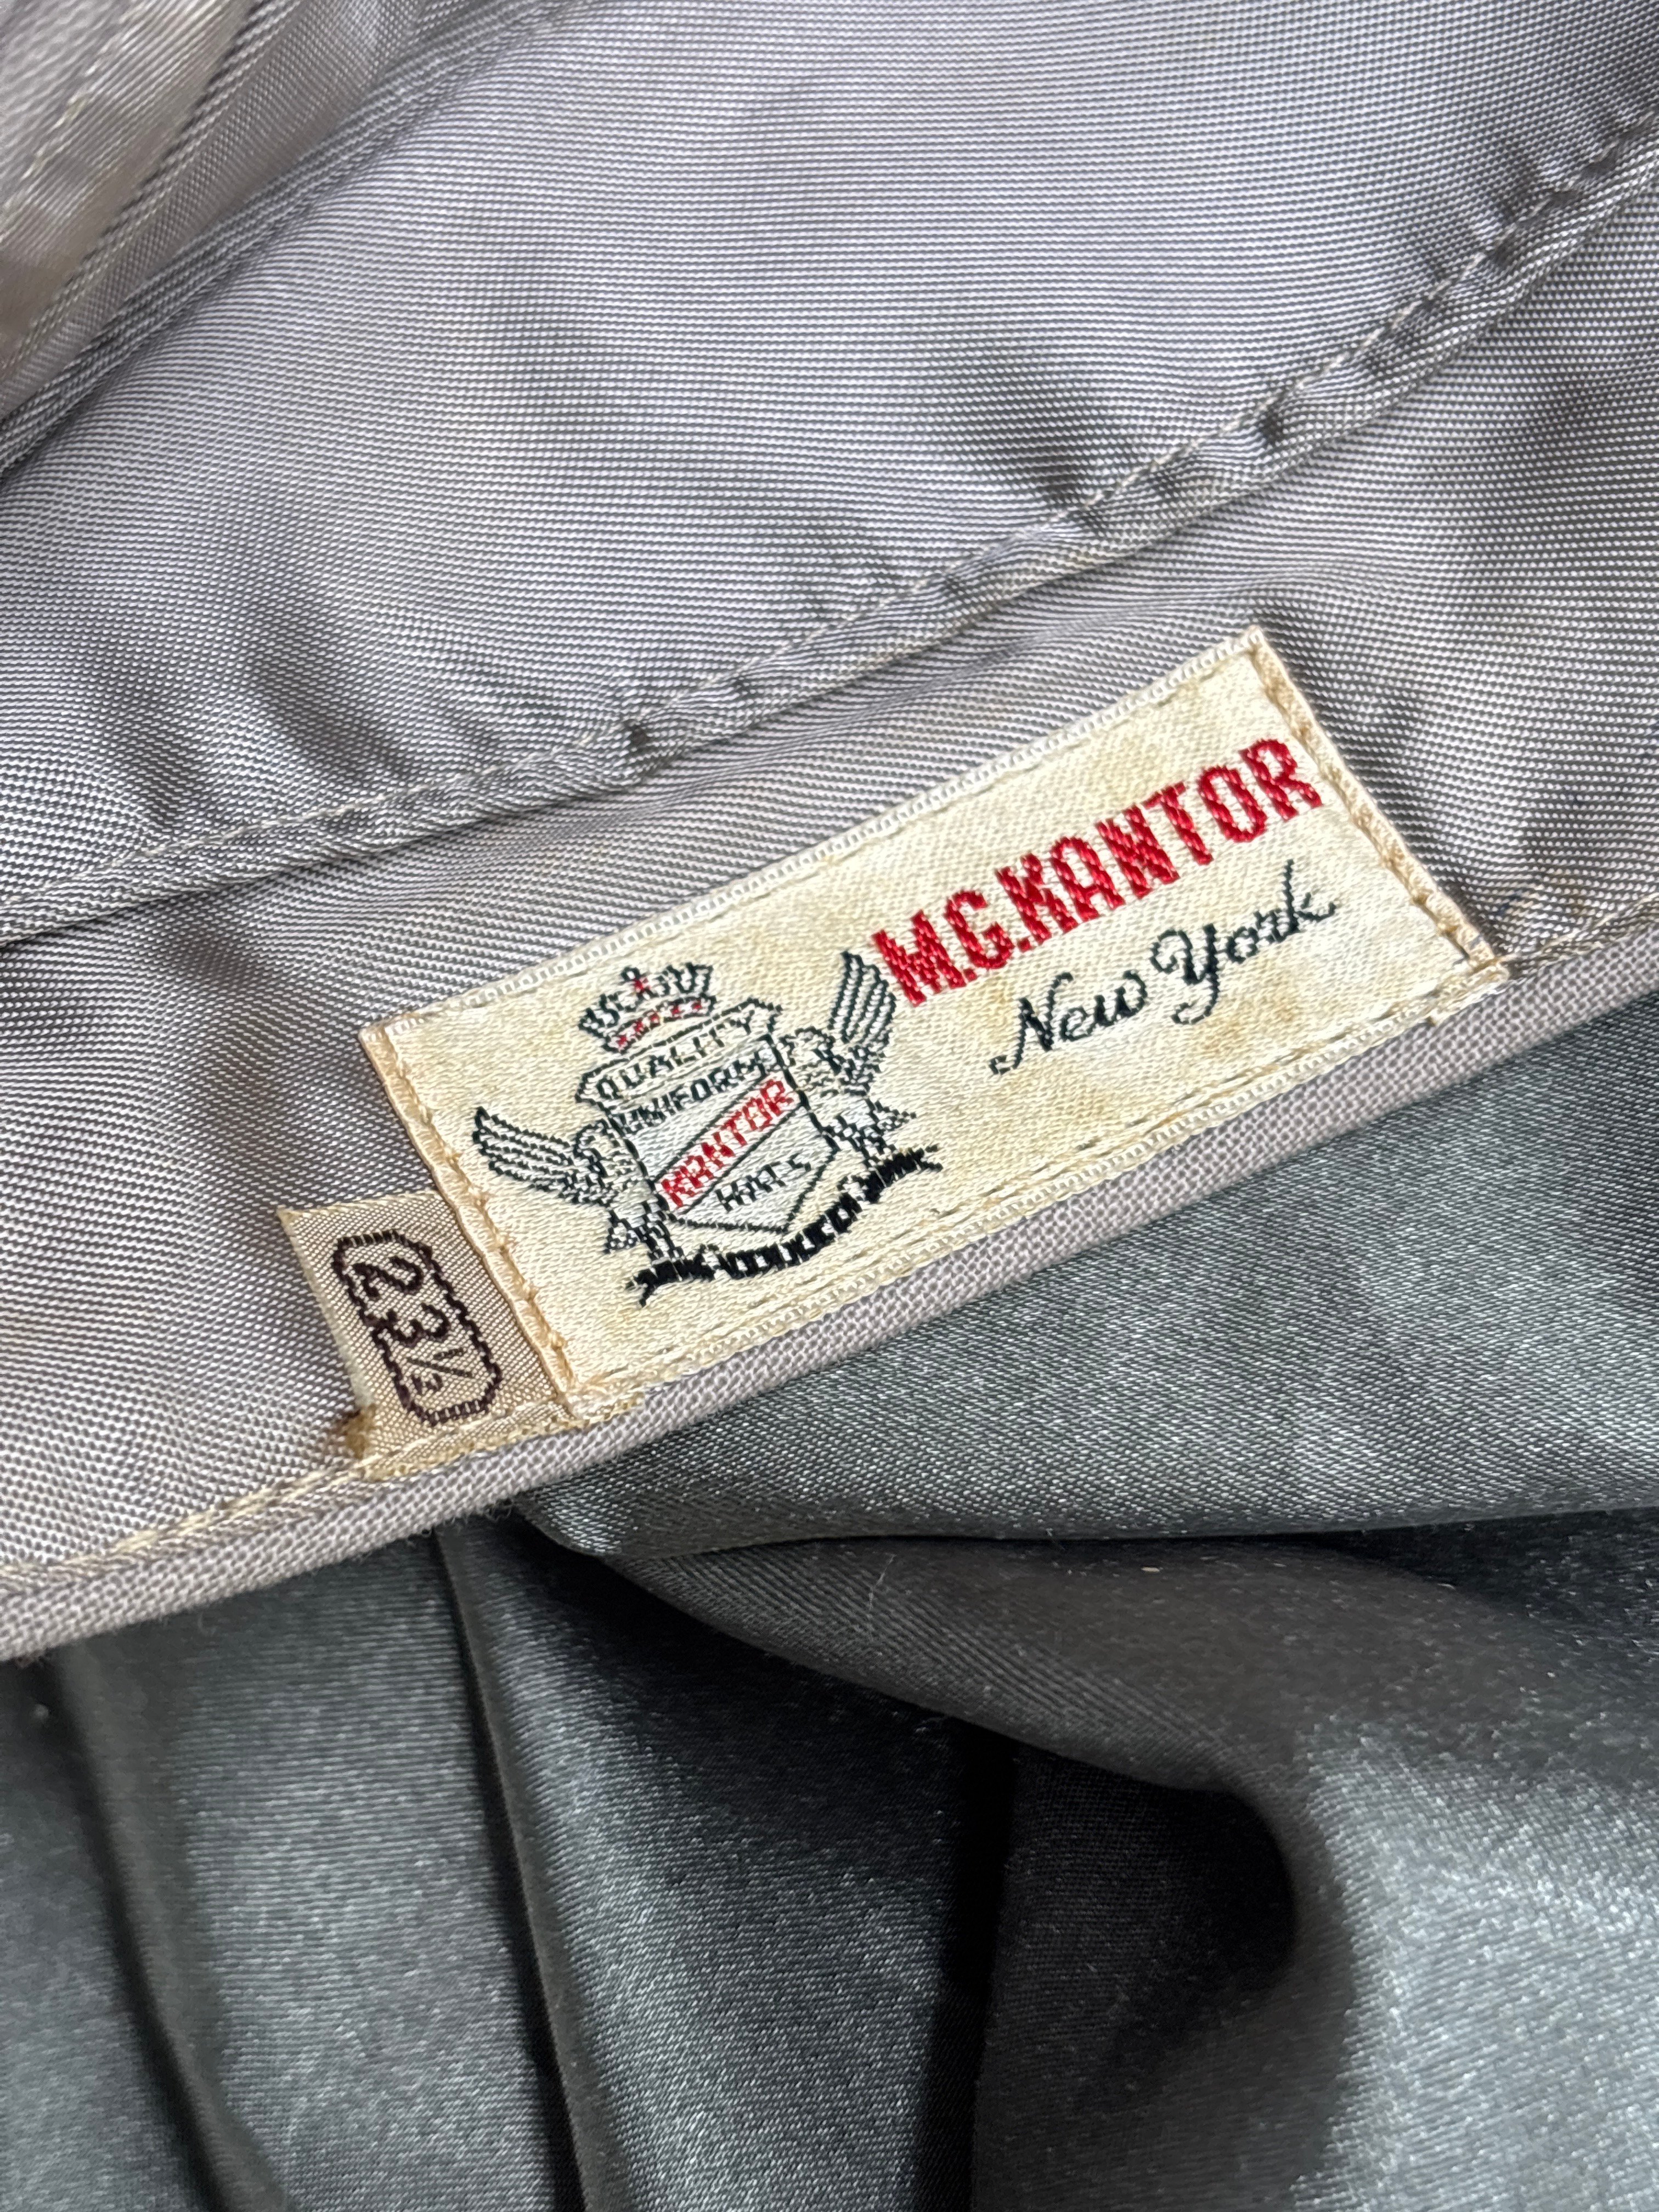 M.G.KANTOR
New York
QUALITY
UNIFORM
KANTOR
HATS
23½